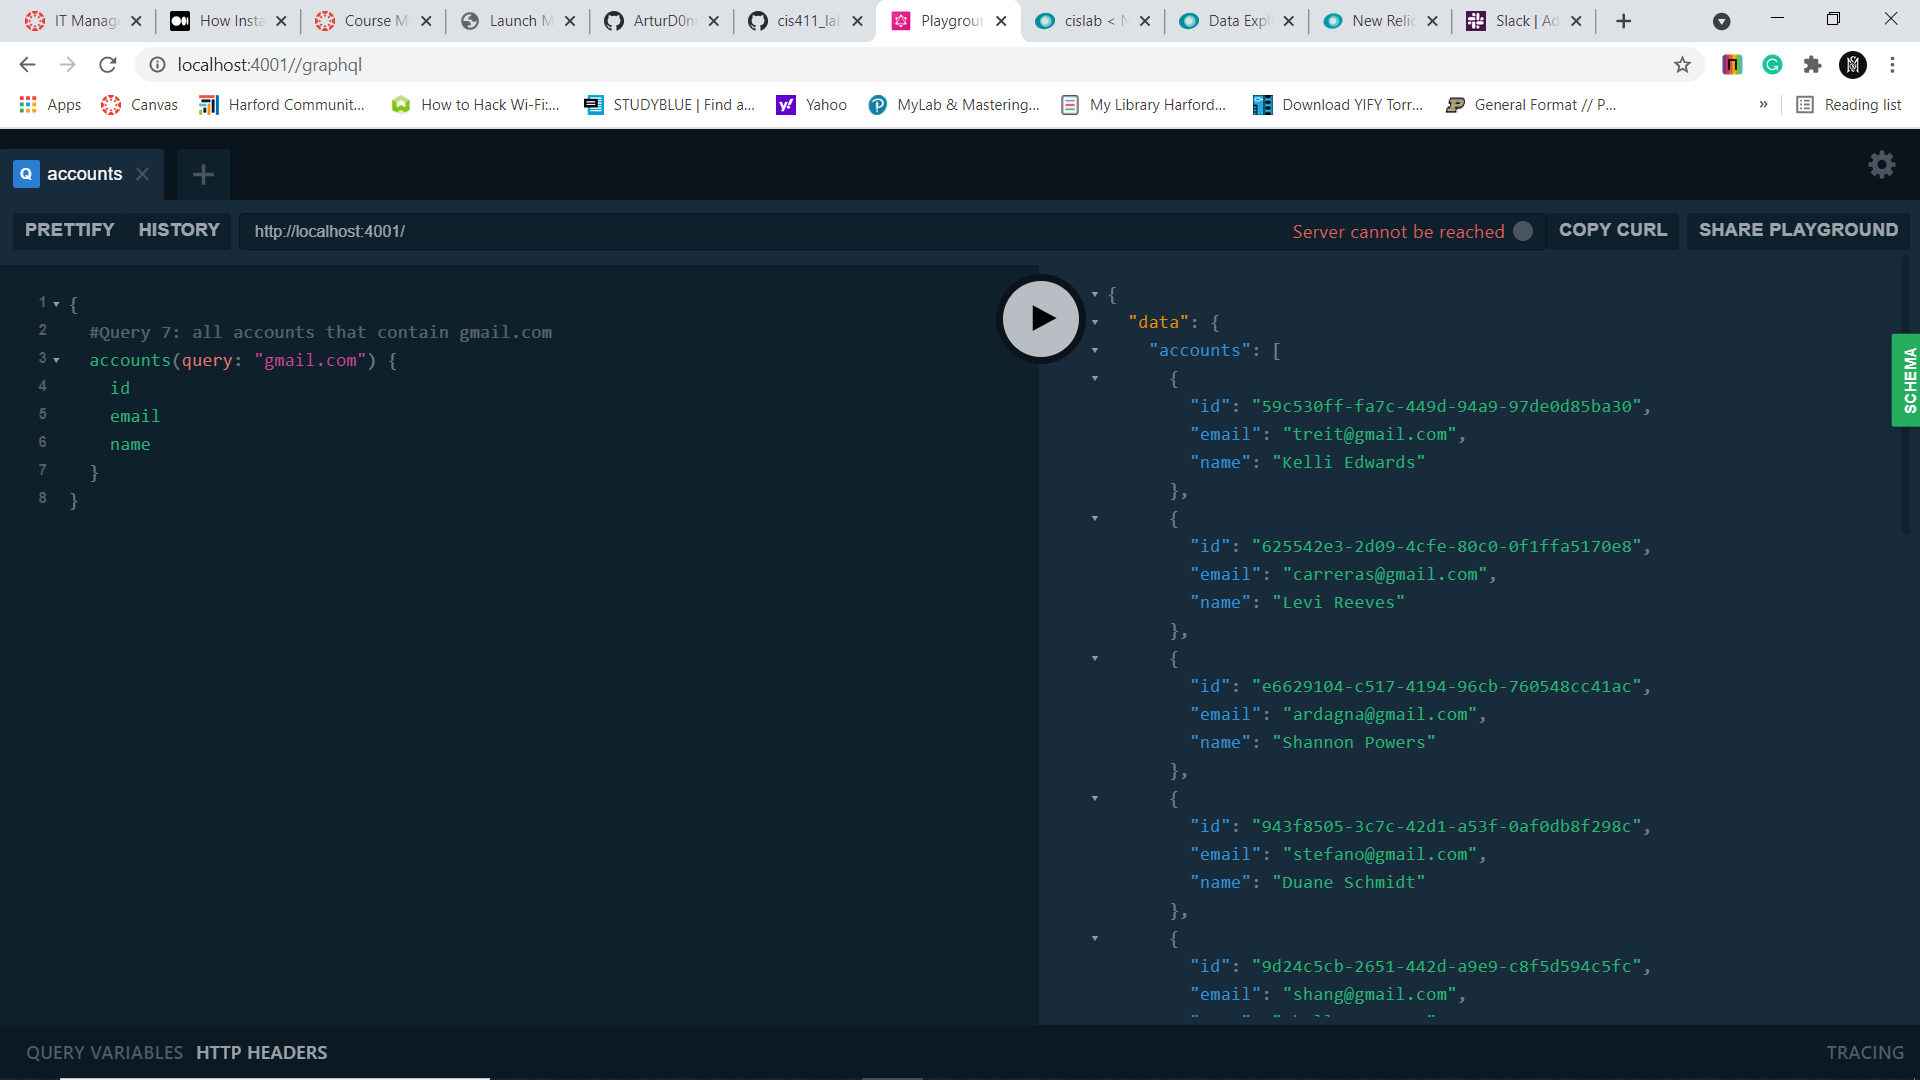 IT Manag
How Insta
Course M
Launch M
ArturD0n
cis411_la
Playgroun
cislab < N
Data Expl
New Relic
Slack | Ad
localhost:4001//graphql
Apps Canvas Harford Communit... How to Hack Wi-Fi:... STUDYBLUE | Find a... Yahoo MyLab & Mastering... My Library Harford... Download YIFY Torr... General Format // P... » Reading list
Q accounts
PRETTIFY HISTORY http://localhost:4001/ Server cannot be reached COPY CURL SHARE PLAYGROUND
1 {
2 #Query 7: all accounts that contain gmail.com
3 accounts(query: "gmail.com") {
4 id
5 email
6 name
7 }
8 }
{
"data": {
"accounts": [
{
"id": "59c530ff-fa7c-449d-94a9-97de0d85ba30",
"email": "treit@gmail.com",
"name": "Kelli Edwards"
},
{
"id": "625542e3-2d09-4cfe-80c0-0f1ffa5170e8",
"email": "carreras@gmail.com",
"name": "Levi Reeves"
},
{
"id": "e6629104-c517-4194-96cb-760548cc41ac",
"email": "ardagna@gmail.com",
"name": "Shannon Powers"
},
{
"id": "943f8505-3c7c-42d1-a53f-0af0db8f298c",
"email": "stefano@gmail.com",
"name": "Duane Schmidt"
},
{
"id": "9d24c5cb-2651-442d-a9e9-c8f5d594c5fc",
"email": "shang@gmail.com",
SCHEMA
QUERY VARIABLES HTTP HEADERS TRACING